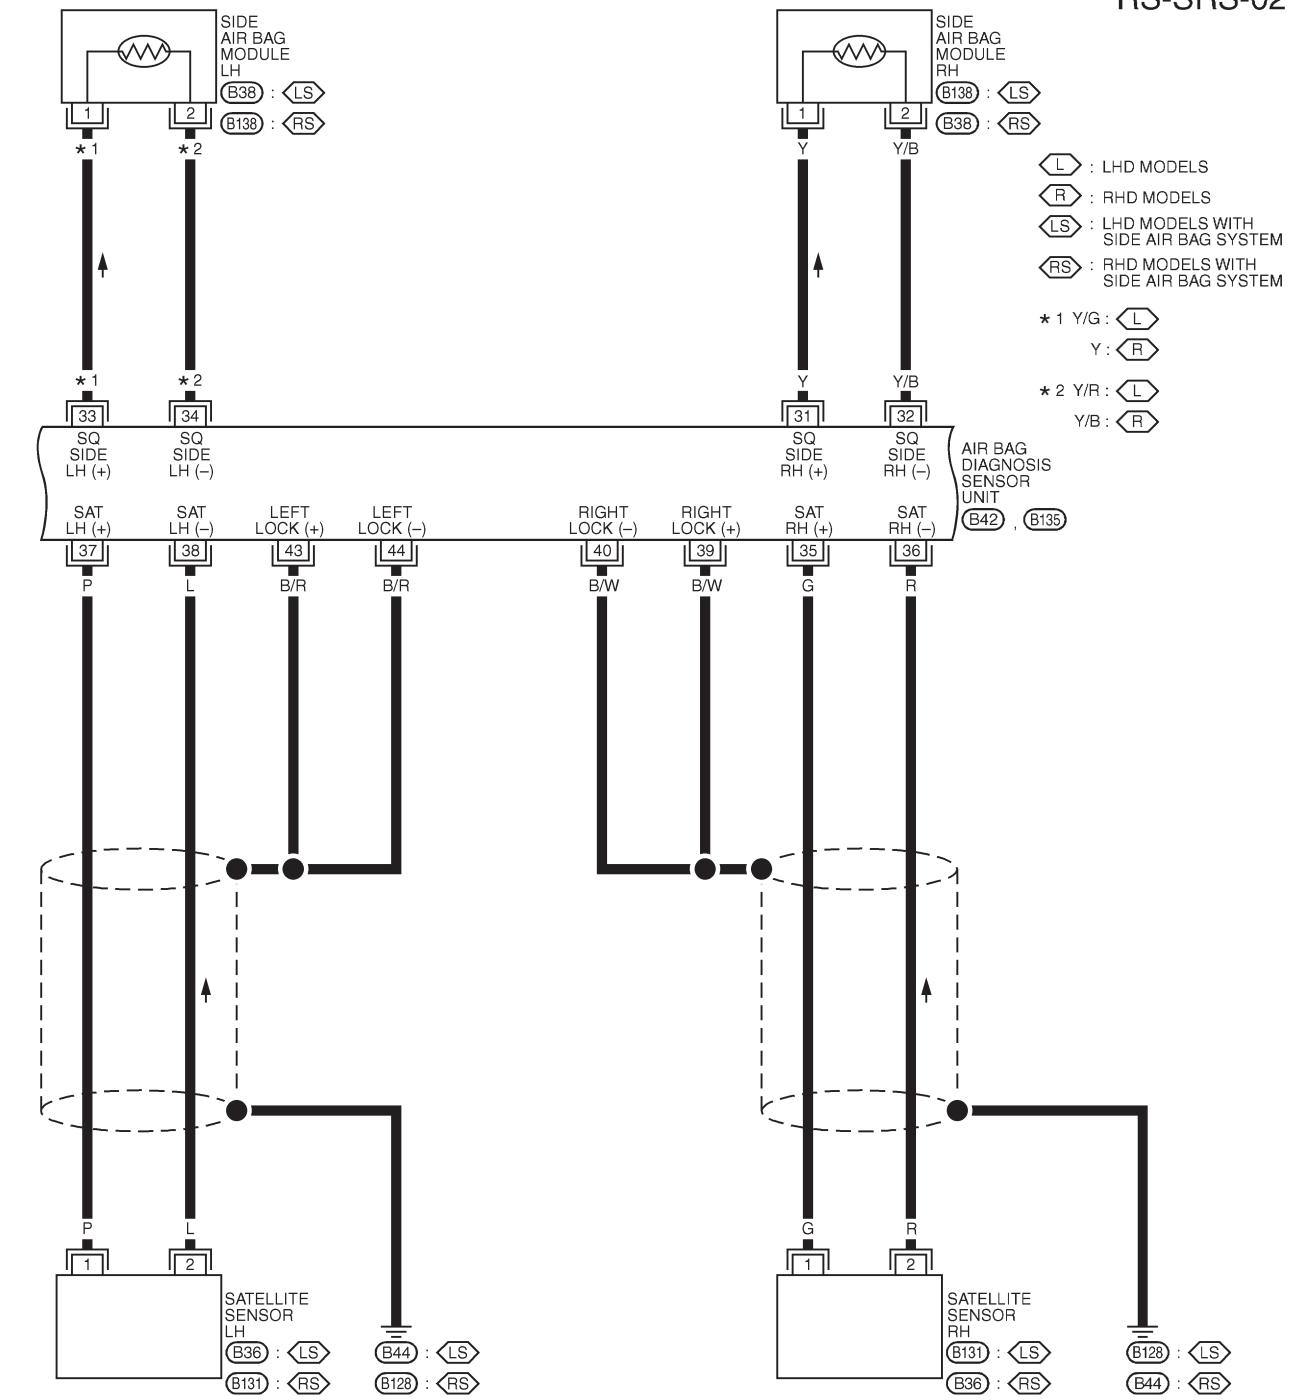 RS-SRS-02
SIDE
AIR BAG
MODULE
LH
B38 : LS
B138 : RS
1 2
* 1 * 2
* 1 * 2
33 34
SQ SIDE LH (+)
SQ SIDE LH (–)
SIDE
AIR BAG
MODULE
RH
B138 : LS
B38 : RS
1 2
Y Y/B
Y Y/B
31 32
SQ SIDE RH (+)
SQ SIDE RH (–)
L : LHD MODELS
R : RHD MODELS
LS : LHD MODELS WITH
SIDE AIR BAG SYSTEM
RS : RHD MODELS WITH
SIDE AIR BAG SYSTEM
* 1 Y/G : L
Y : R
* 2 Y/R : L
Y/B : R
AIR BAG
DIAGNOSIS
SENSOR
UNIT
B42 , B135
SAT LH (+)
SAT LH (–)
LEFT LOCK (+)
LEFT LOCK (–)
RIGHT LOCK (–)
RIGHT LOCK (+)
SAT RH (+)
SAT RH (–)
37 38 43 44 40 39 35 36
P L B/R B/R B/W B/W G R
P L G R
1 2 1 2
SATELLITE
SENSOR
LH
B36 : LS
B131 : RS
B44 : LS
B128 : RS
SATELLITE
SENSOR
RH
B131 : LS
B36 : RS
B128 : LS
B44 : RS